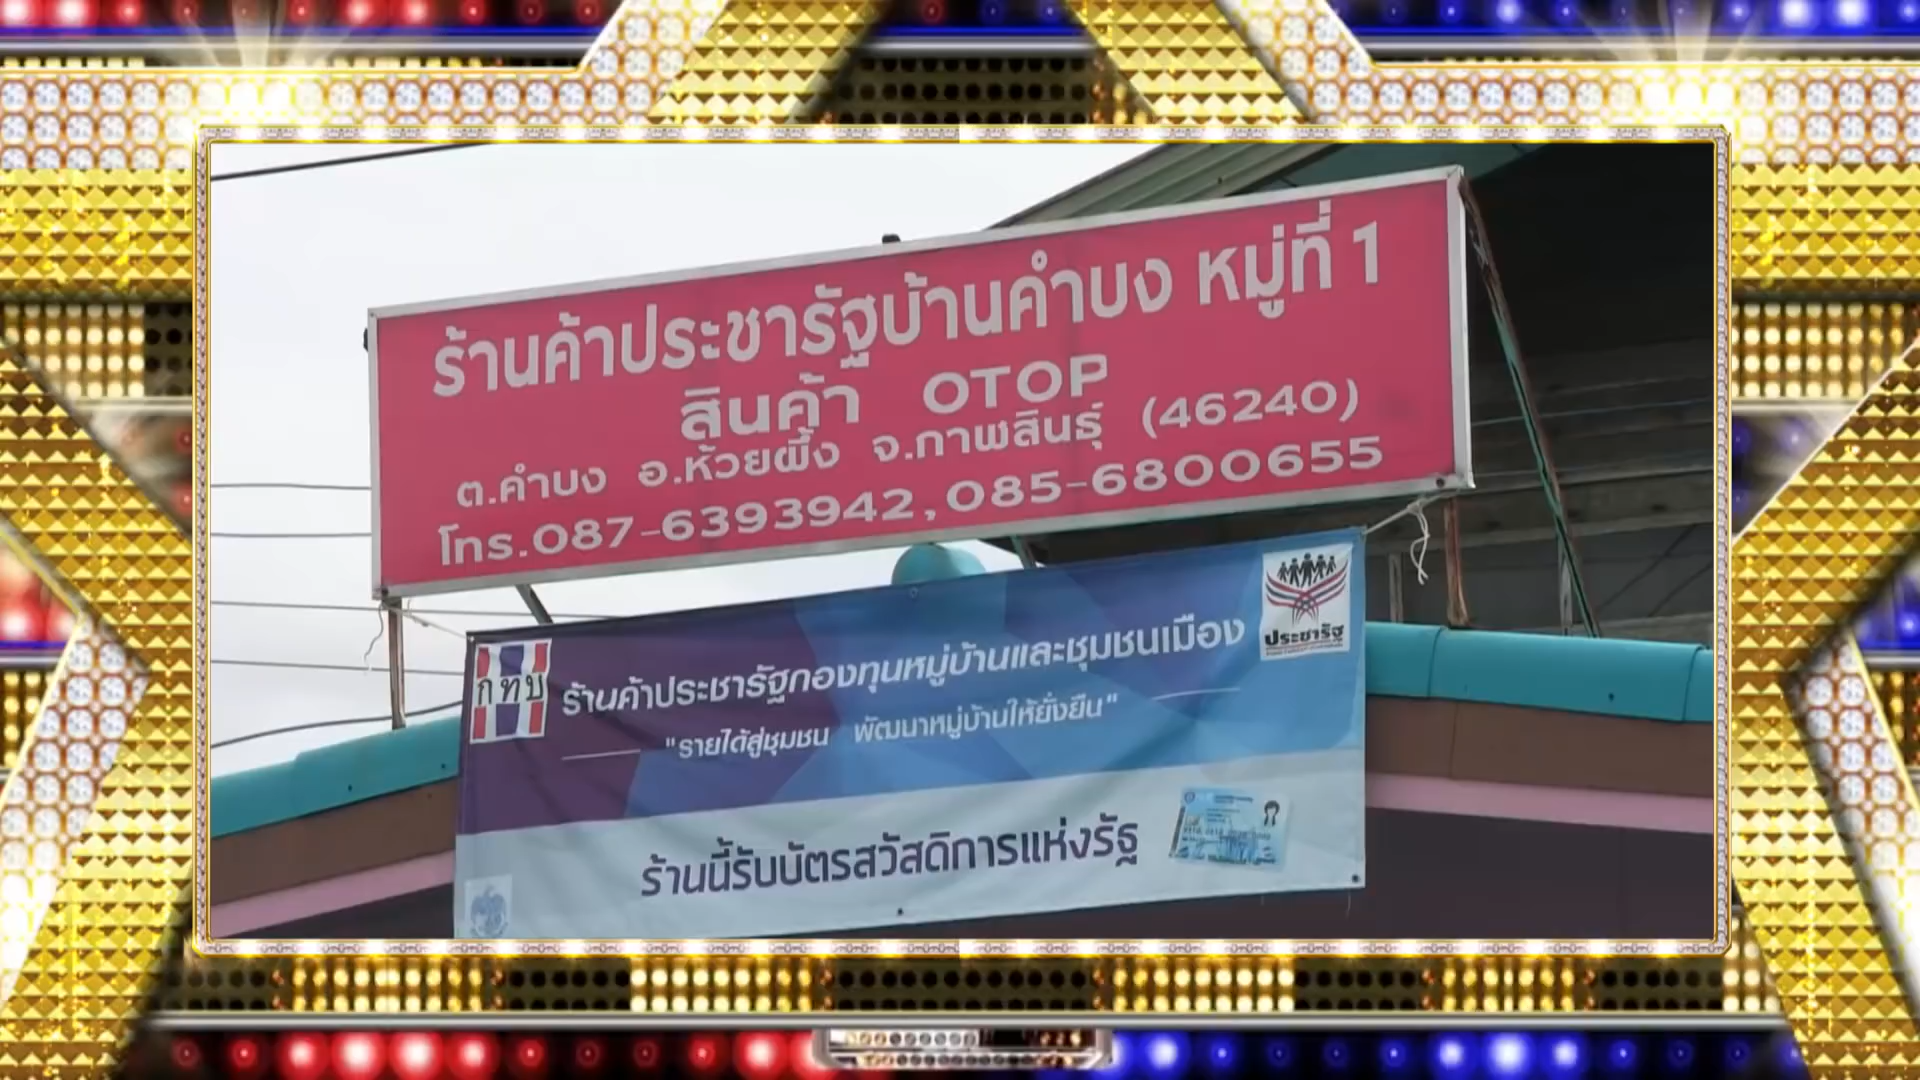 ร้านค้าประชารัฐบ้านคำบง หมู่ที่ 1
สินค้า OTOP
ต.คำบง อ.ห้วยผึ้ง จ.กาฬสินธุ์ (46240)
โทร.087-6393942,085-6800655
กทบ
ร้านค้าประชารัฐกองทุนหมู่บ้านและชุมชนเมือง
ประชารัฐ
"รายได้สู่ชุมชน พัฒนาหมู่บ้านให้ยั่งยืน"
ร้านนี้รับบัตรสวัสดิการแห่งรัฐ